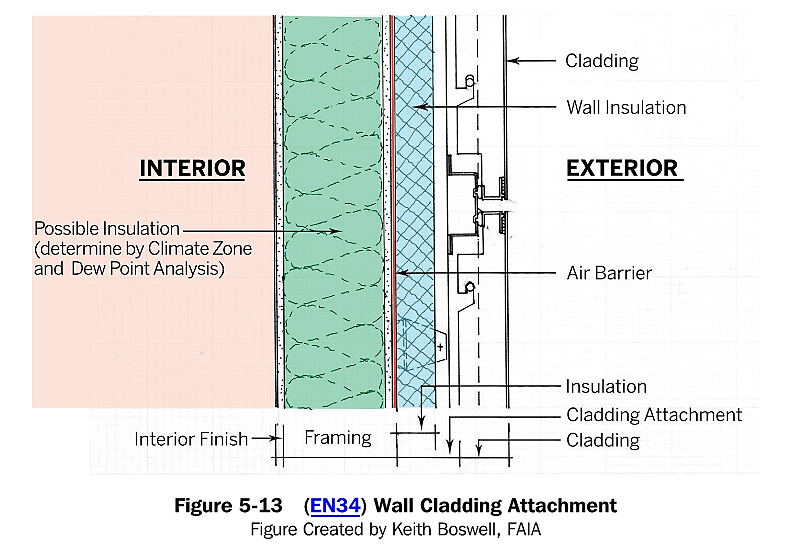 Cladding
Wall Insulation
INTERIOR
EXTERIOR
Possible Insulation
(determine by Climate Zone
and Dew Point Analysis)
Air Barrier
Insulation
Cladding Attachment
Interior Finish
Framing
Cladding
Figure 5-13 (EN34) Wall Cladding Attachment
Figure Created by Keith Boswell, FAIA